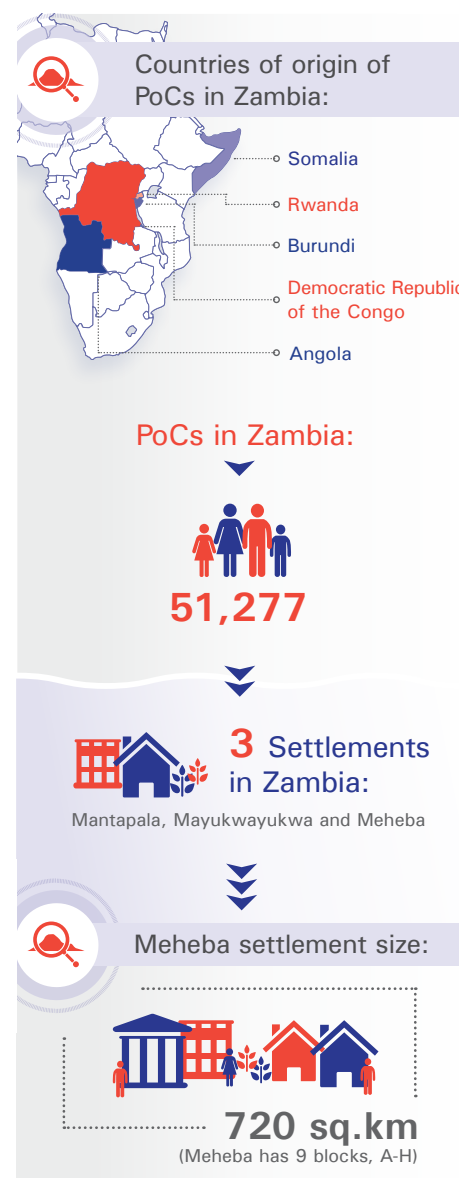 Countries of origin of
PoCs in Zambia:
Somalia
Rwanda
Burundi
Democratic Republic
of the Congo
Angola
PoCs in Zambia:
51,277
3 Settlements
in Zambia:
Mantapala, Mayukwayukwa and Meheba
Meheba settlement size:
720 sq.km
(Meheba has 9 blocks, A-H)